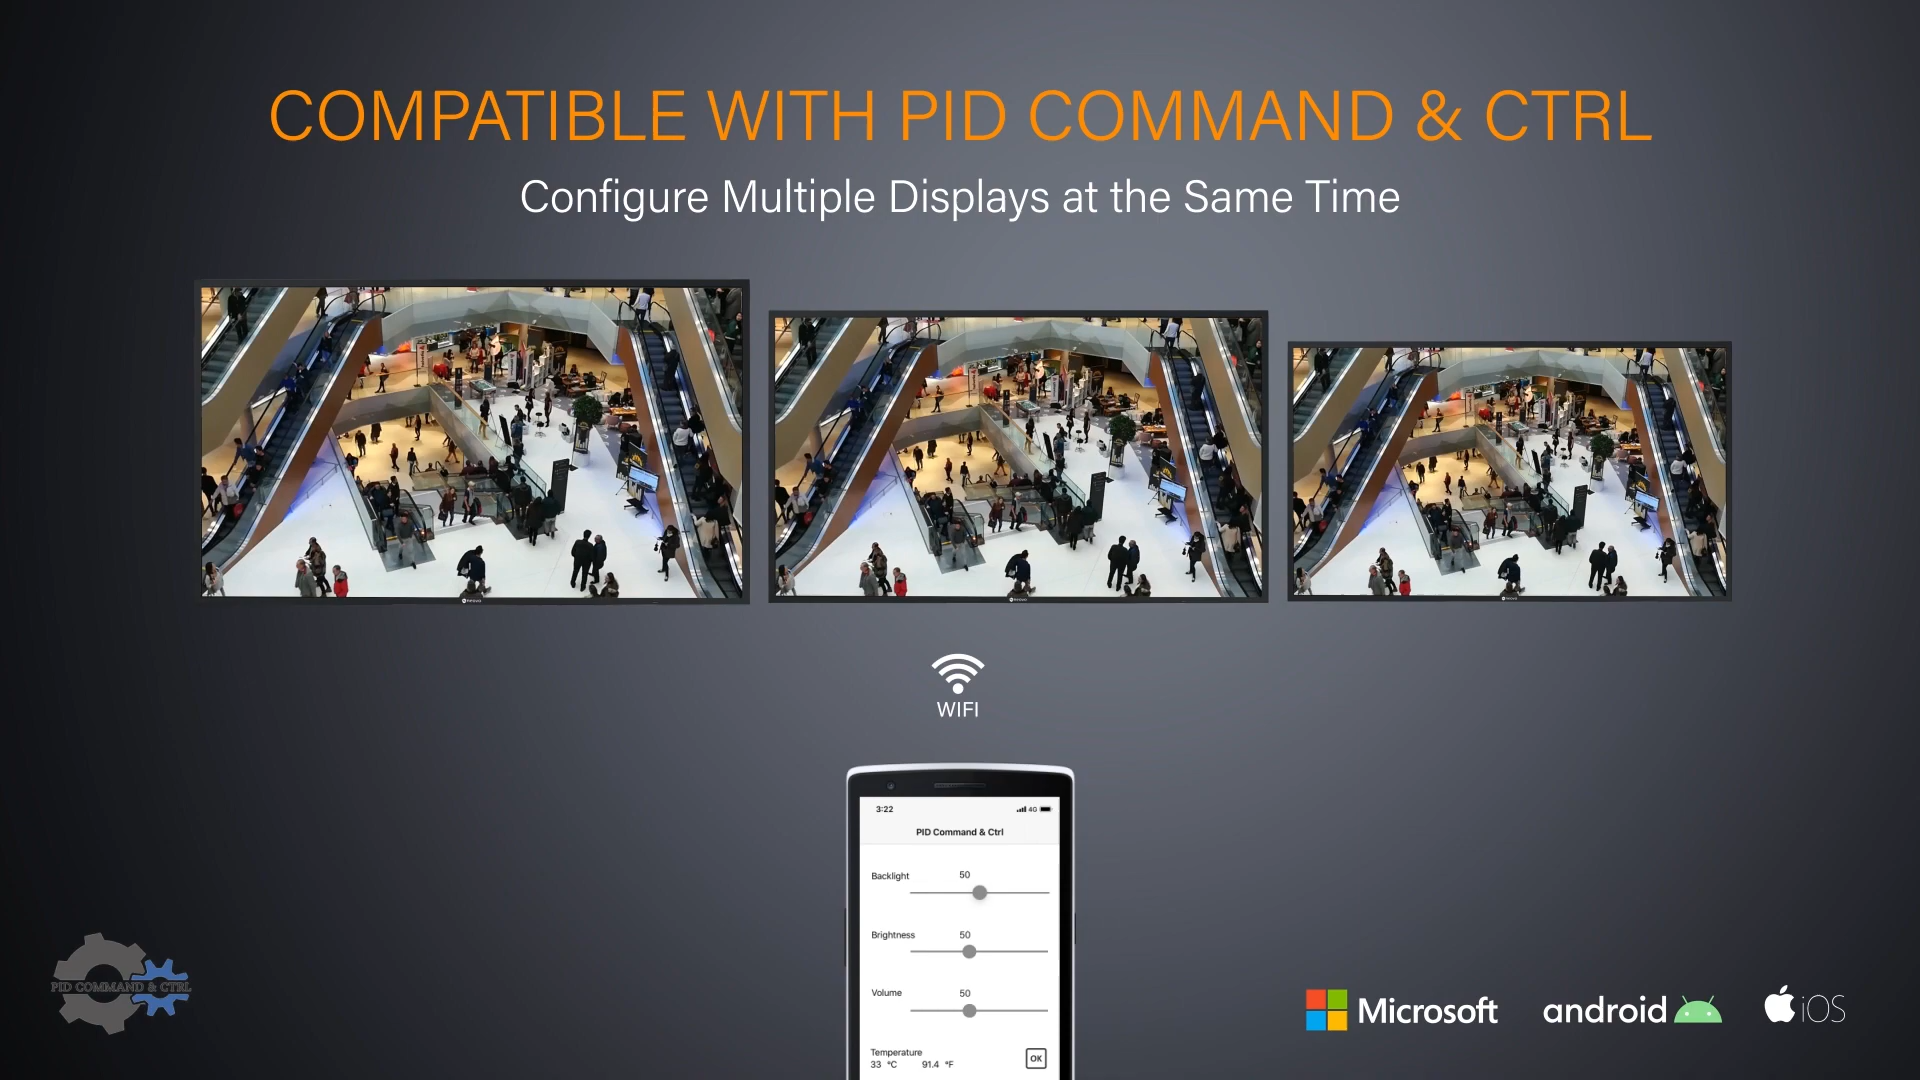 COMPATIBLE WITH PID COMMAND & CTRL
Configure Multiple Displays at the Same Time
WIFI
3:22
4G
PID Command & Ctrl
Backlight 50
Brightness 50
Volume 50
Temperature
33 °C 91.4 °F
OK
PID COMMAND & CTRL
Microsoft
android
iOS